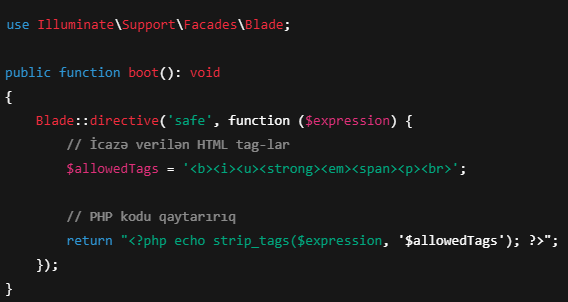 use Illuminate\Support\Facades\Blade;
public function boot(): void
{
Blade::directive('safe', function ($expression) {
// İcazə verilən HTML tag-lar
$allowedTags = '<b><i><u><strong><em><span><p><br>';
// PHP kodu qaytarırıq
return "<?php echo strip_tags($expression, '$allowedTags'); ?>";
});
}